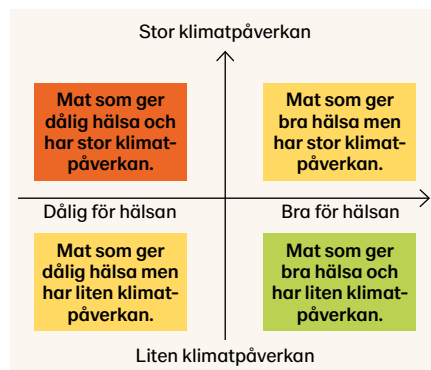 Stor klimatpåverkan
Mat som ger
dålig hälsa och
har stor klimat-
påverkan.
Mat som ger
bra hälsa men
har stor klimat-
påverkan.
Dålig för hälsan
Bra för hälsan
Mat som ger
dålig hälsa men
har liten klimat-
påverkan.
Mat som ger
bra hälsa och
har liten klimat-
påverkan.
Liten klimatpåverkan